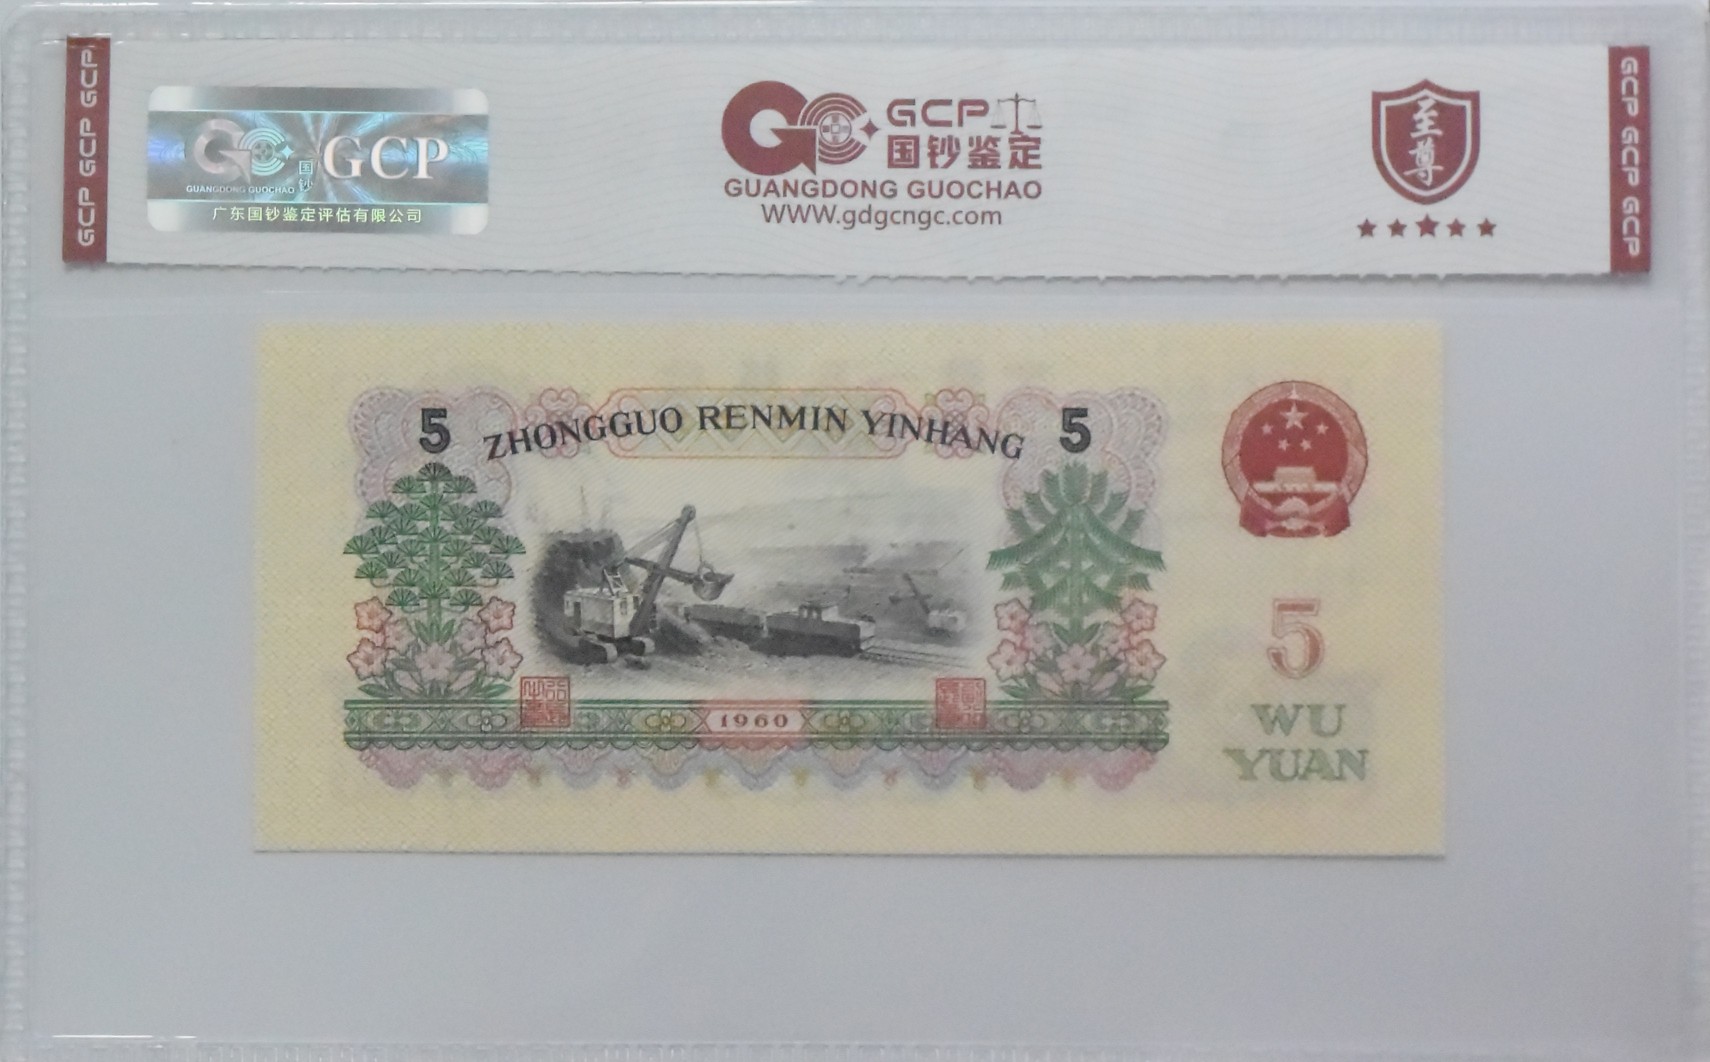 GCP GCP GCP
GUANGDONG GUOCHAO
国钞
GCP
广东国钞鉴定评估有限公司
GCP
国钞鉴定
GUANGDONG GUOCHAO
WWW.gdgcngc.com
至尊
GCP GCP GCP
5 ZHONGGUO RENMIN YINHANG 5
1960
5
WU
YUAN